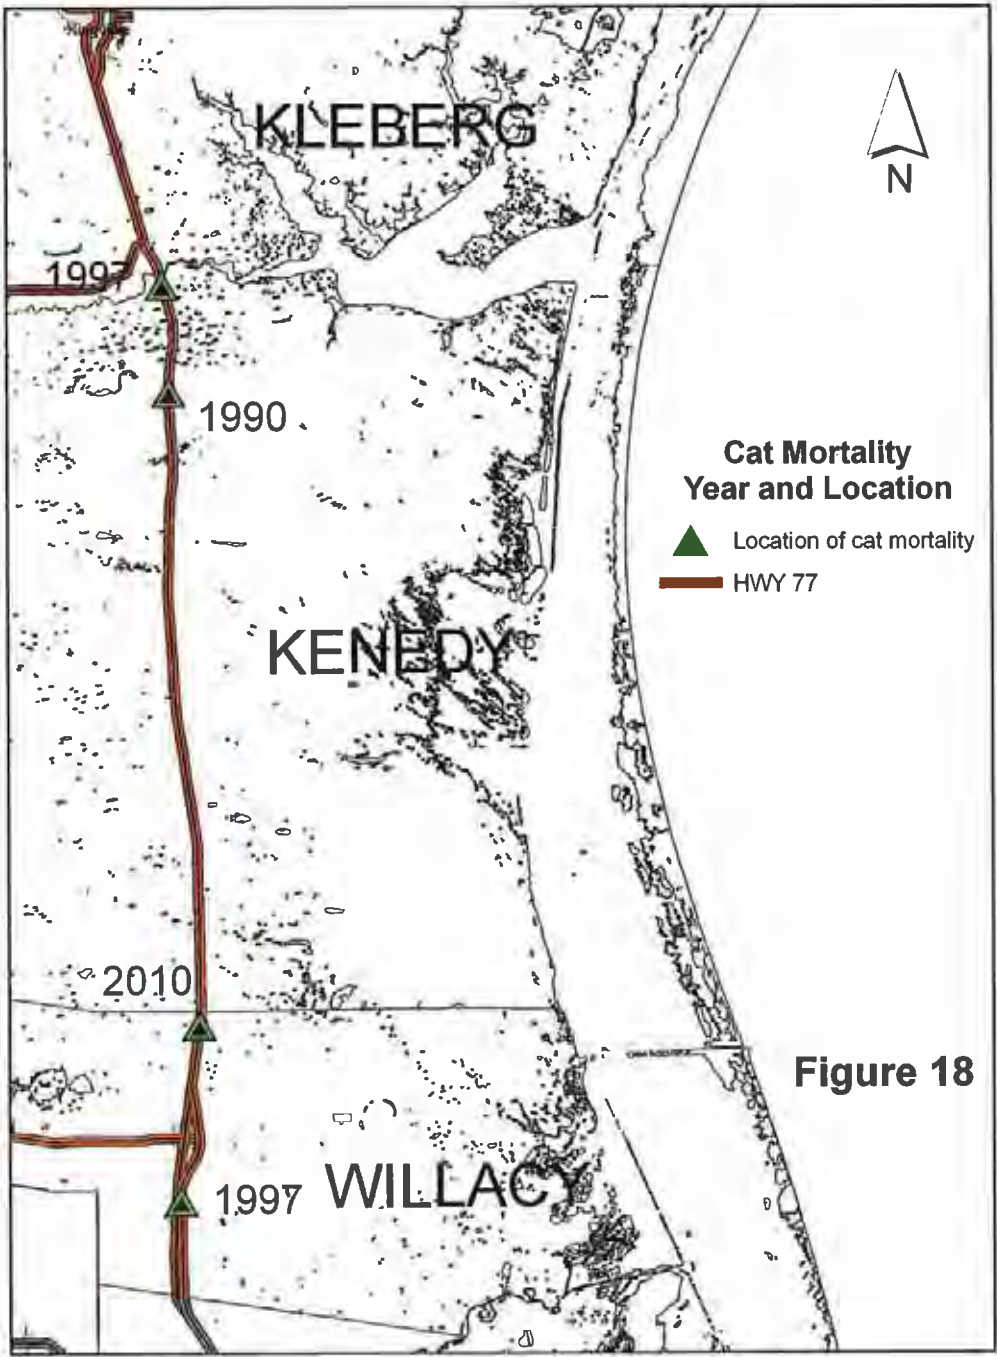 KLEBERG
N
1997
1990
Cat Mortality
Year and Location
Location of cat mortality
HWY 77
KENEDY
2010
Figure 18
1997 WILLACY